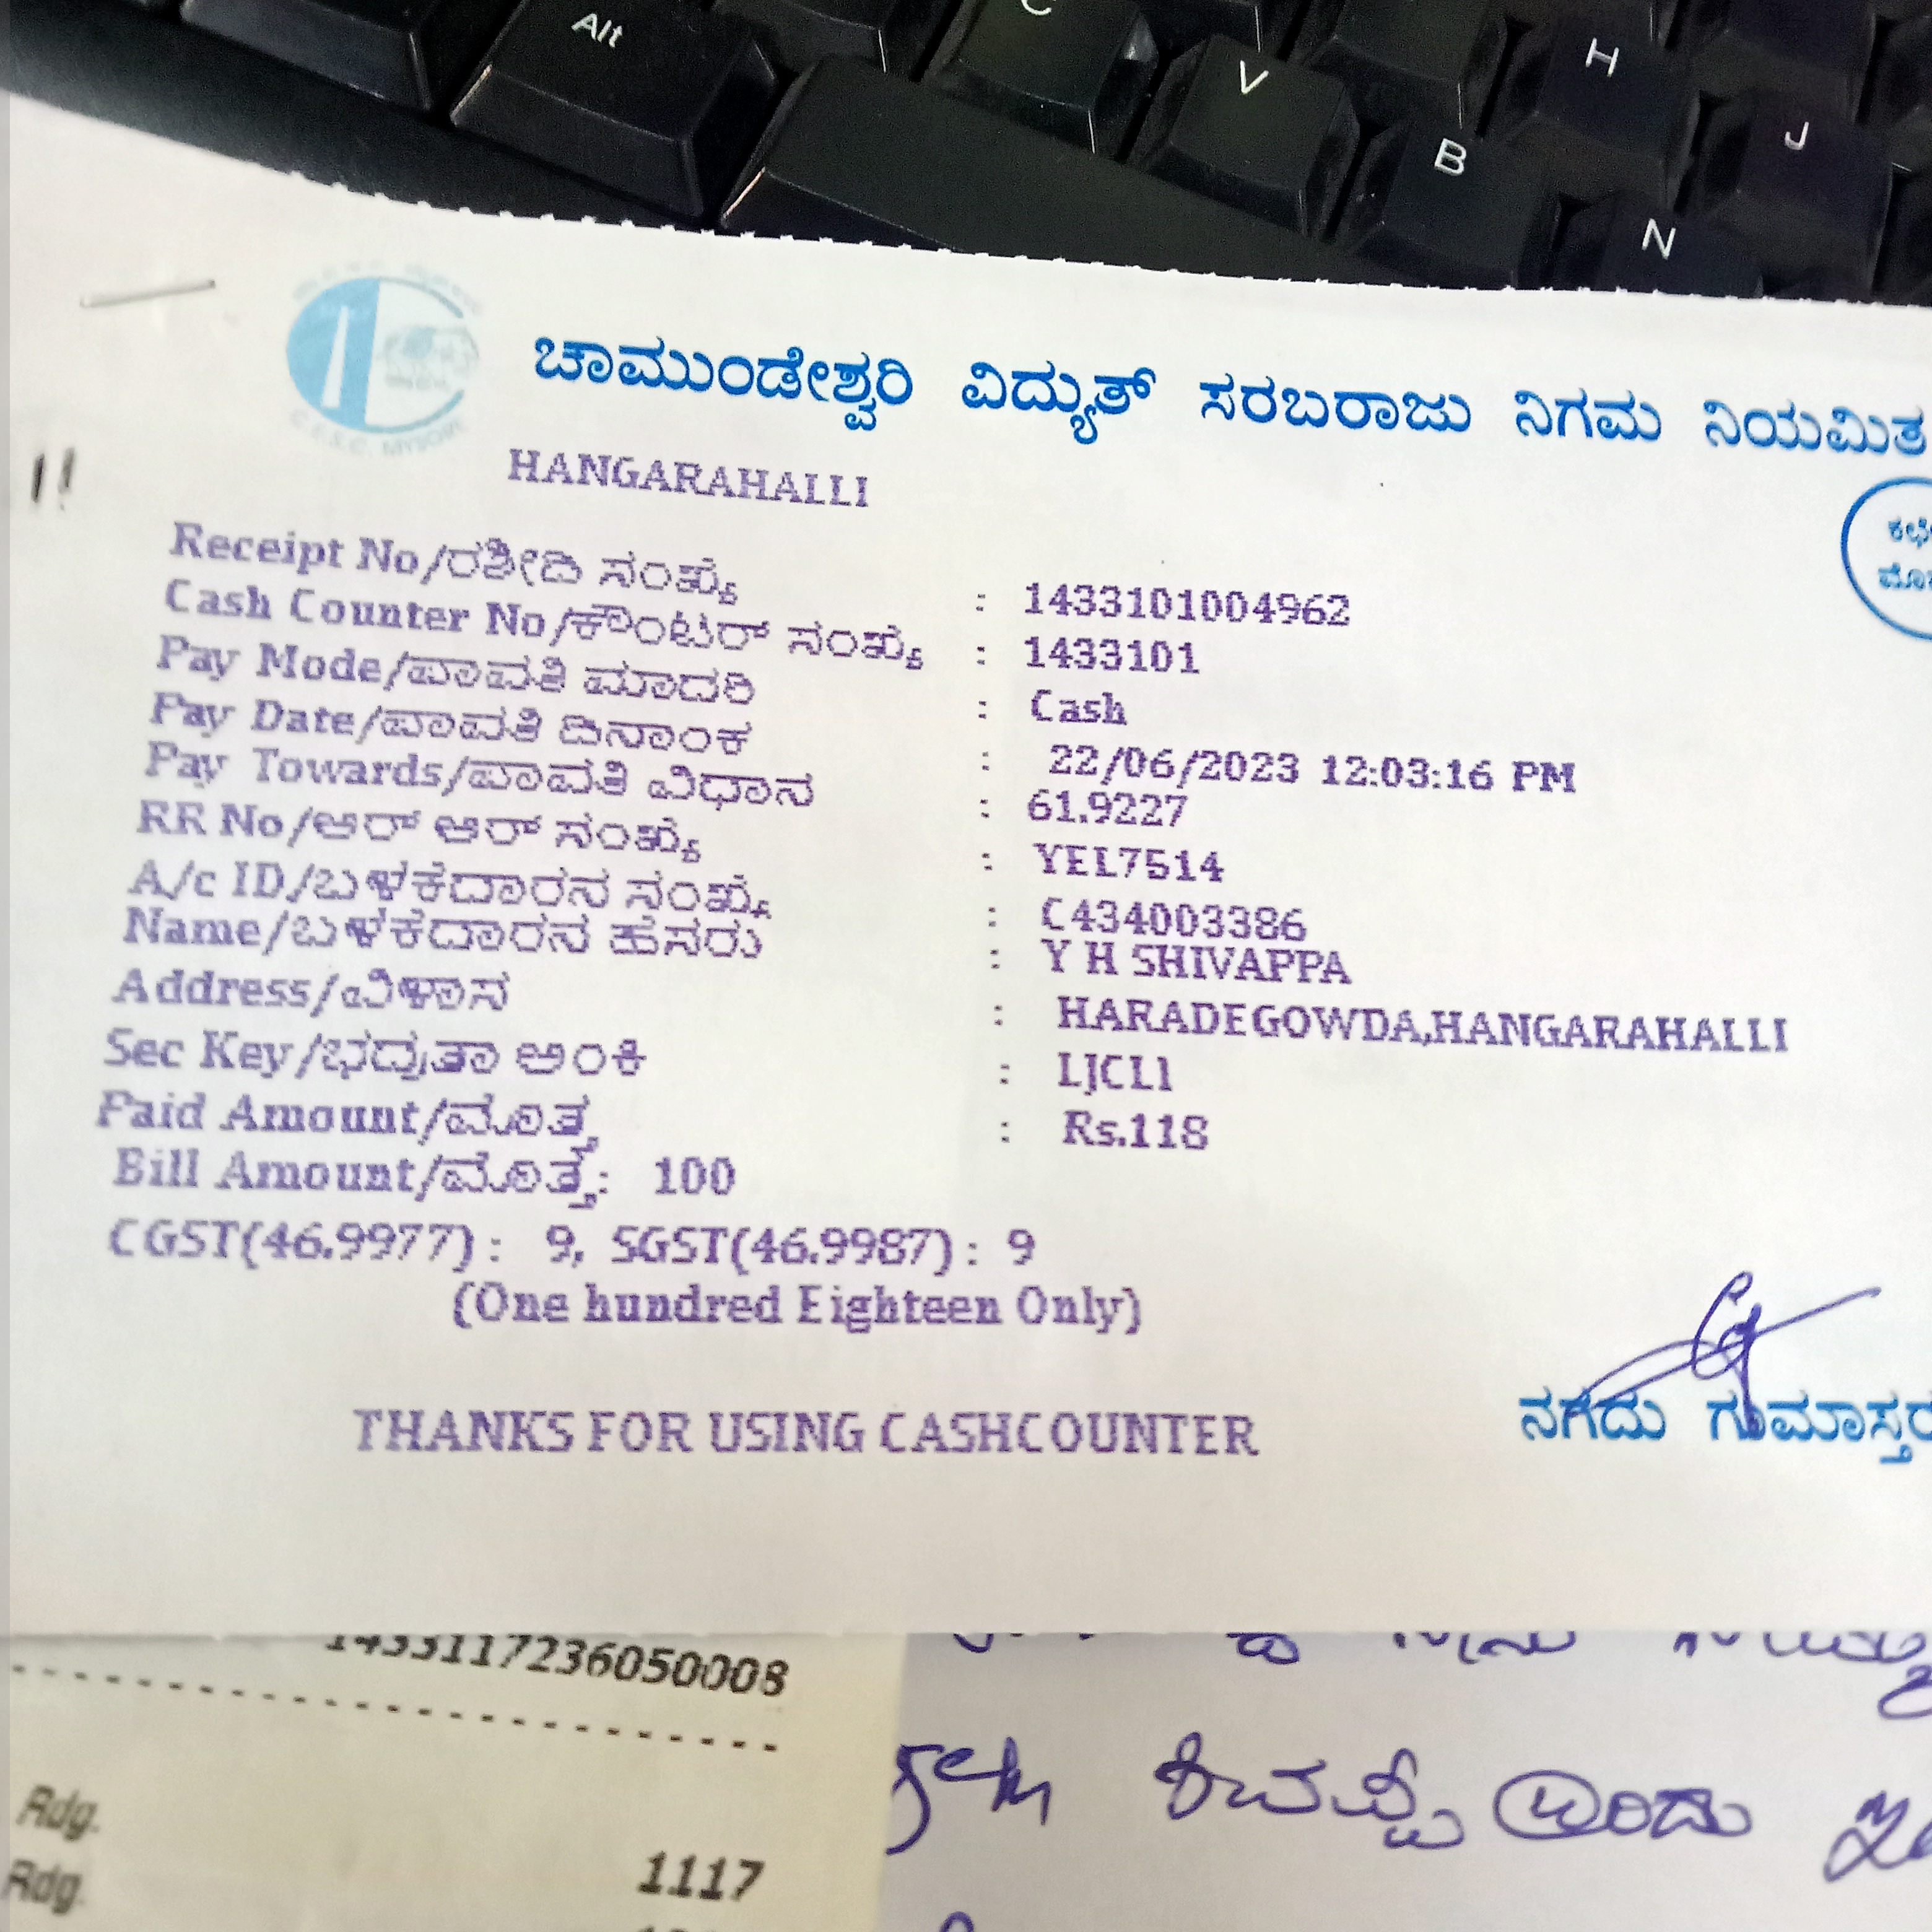 Alt
C
V
B
H
J
N
ಚಾಮುಂಡೇಶ್ವರಿ ವಿದ್ಯುತ್ ಸರಬರಾಜು ನಿಗಮ ನಿಯಮಿತ
C.E.S.C. MYSORE
HANGARAHALLI
Receipt No/ರಶೀದಿ ಸಂಖ್ಯೆ : 1433101004962
Cash Counter No/ಕೌಂಟರ್ ಸಂಖ್ಯೆ : 1433101
Pay Mode/ಪಾವತಿ ಮಾದರಿ : Cash
Pay Date/ಪಾವತಿ ದಿನಾಂಕ : 22/06/2023 12:03:16 PM
Pay Towards/ಪಾವತಿ ವಿಧಾನ : 61.9227
RR No/ಆರ್ ಆರ್ ಸಂಖ್ಯೆ : YEL7514
A/c ID/ಬಳಕೆದಾರನ ಸಂಖ್ಯೆ : C434003386
Name/ಬಳಕೆದಾರನ ಹೆಸರು : Y H SHIVAPPA
Address/ವಿಳಾಸ : HARADEGOWDA,HANGARAHALLI
Sec Key/ಭದ್ರತಾ ಅಂಕಿ : LJCL1
Paid Amount/ಮೊತ್ತ : Rs.118
Bill Amount/ಮೊತ್ತ: 100
CGST(46.9977): 9, SGST(46.9987): 9
(One hundred Eighteen Only)
THANKS FOR USING CASHCOUNTER
ನಗದು ಗುಮಾಸ್ತರ
1433117236050008
Rdg.
Rdg. 1117